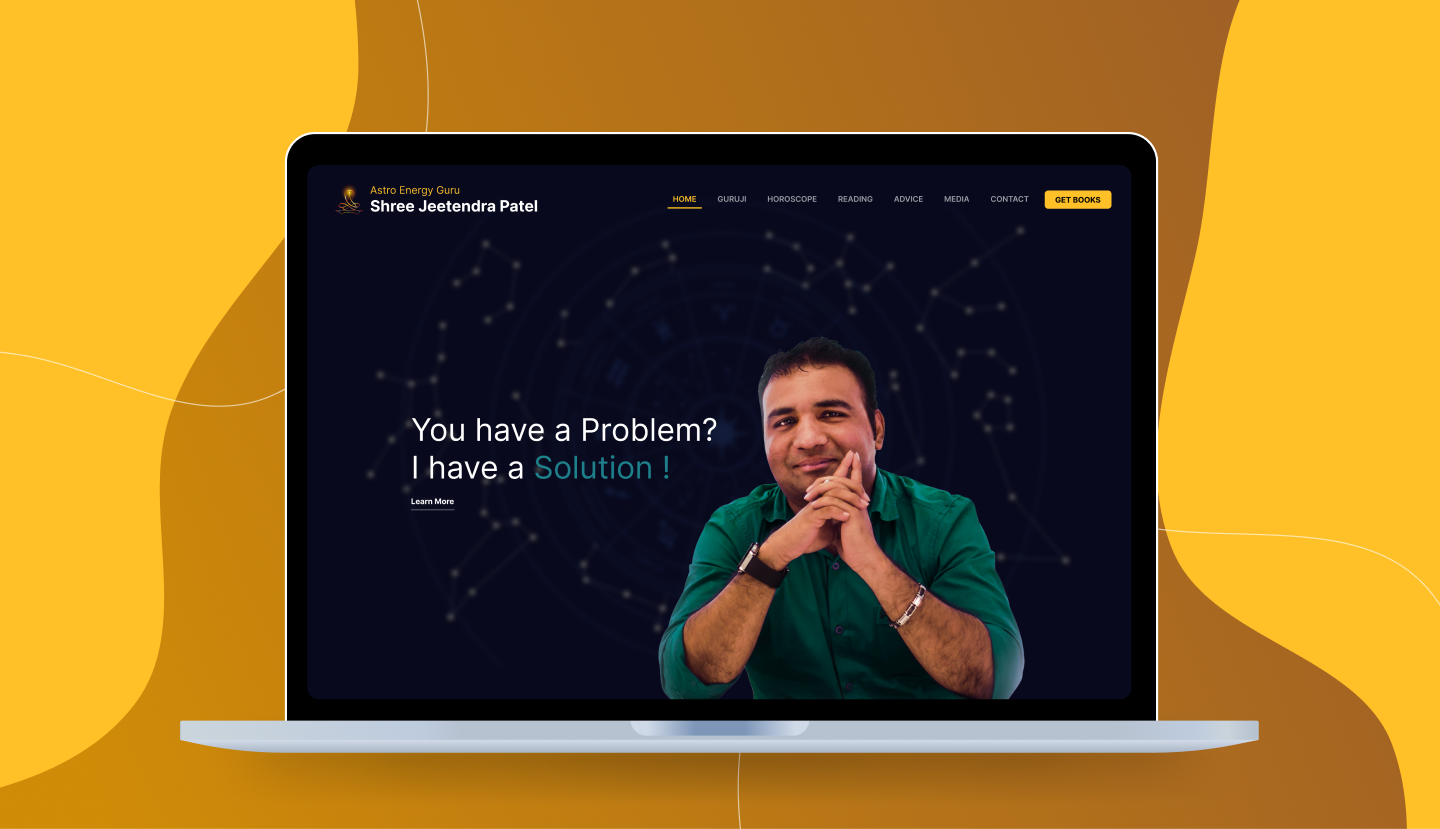 Astro Energy Guru
Shree Jeetendra Patel
HOME GURUJI HOROSCOPE READING ADVICE MEDIA CONTACT GET BOOKS
You have a Problem?
I have a Solution !
Learn More